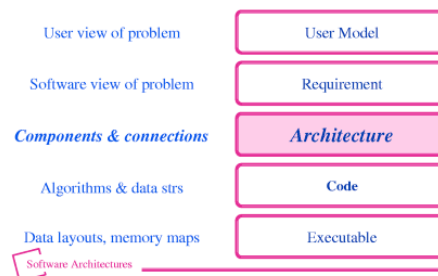 User view of problem User Model
Software view of problem Requirement
Components & connections Architecture
Algorithms & data strs Code
Data layouts, memory maps Executable
Software Architectures